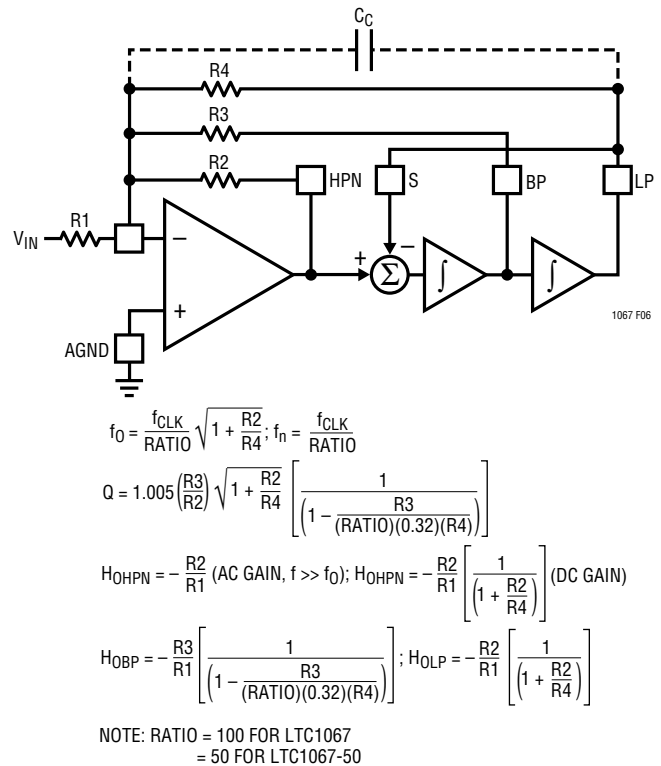 C_C
R4
R3
R2
HPN
S
BP
LP
R1
V_IN
−
+
+
−
Σ
∫
∫
AGND
1067 F06
f_O = f_CLK / RATIO √(1 + R2/R4) ; f_n = f_CLK / RATIO
Q = 1.005 (R3/R2) √(1 + R2/R4) [1 / (1 − R3 / (RATIO)(0.32)(R4))]
H_OHPN = − R2/R1 (AC GAIN, f >> f_O); H_OHPN = − R2/R1 [1 / (1 + R2/R4)] (DC GAIN)
H_OBP = − R3/R1 [1 / (1 − R3 / (RATIO)(0.32)(R4))] ; H_OLP = − R2/R1 [1 / (1 + R2/R4)]
NOTE: RATIO = 100 FOR LTC1067
= 50 FOR LTC1067-50